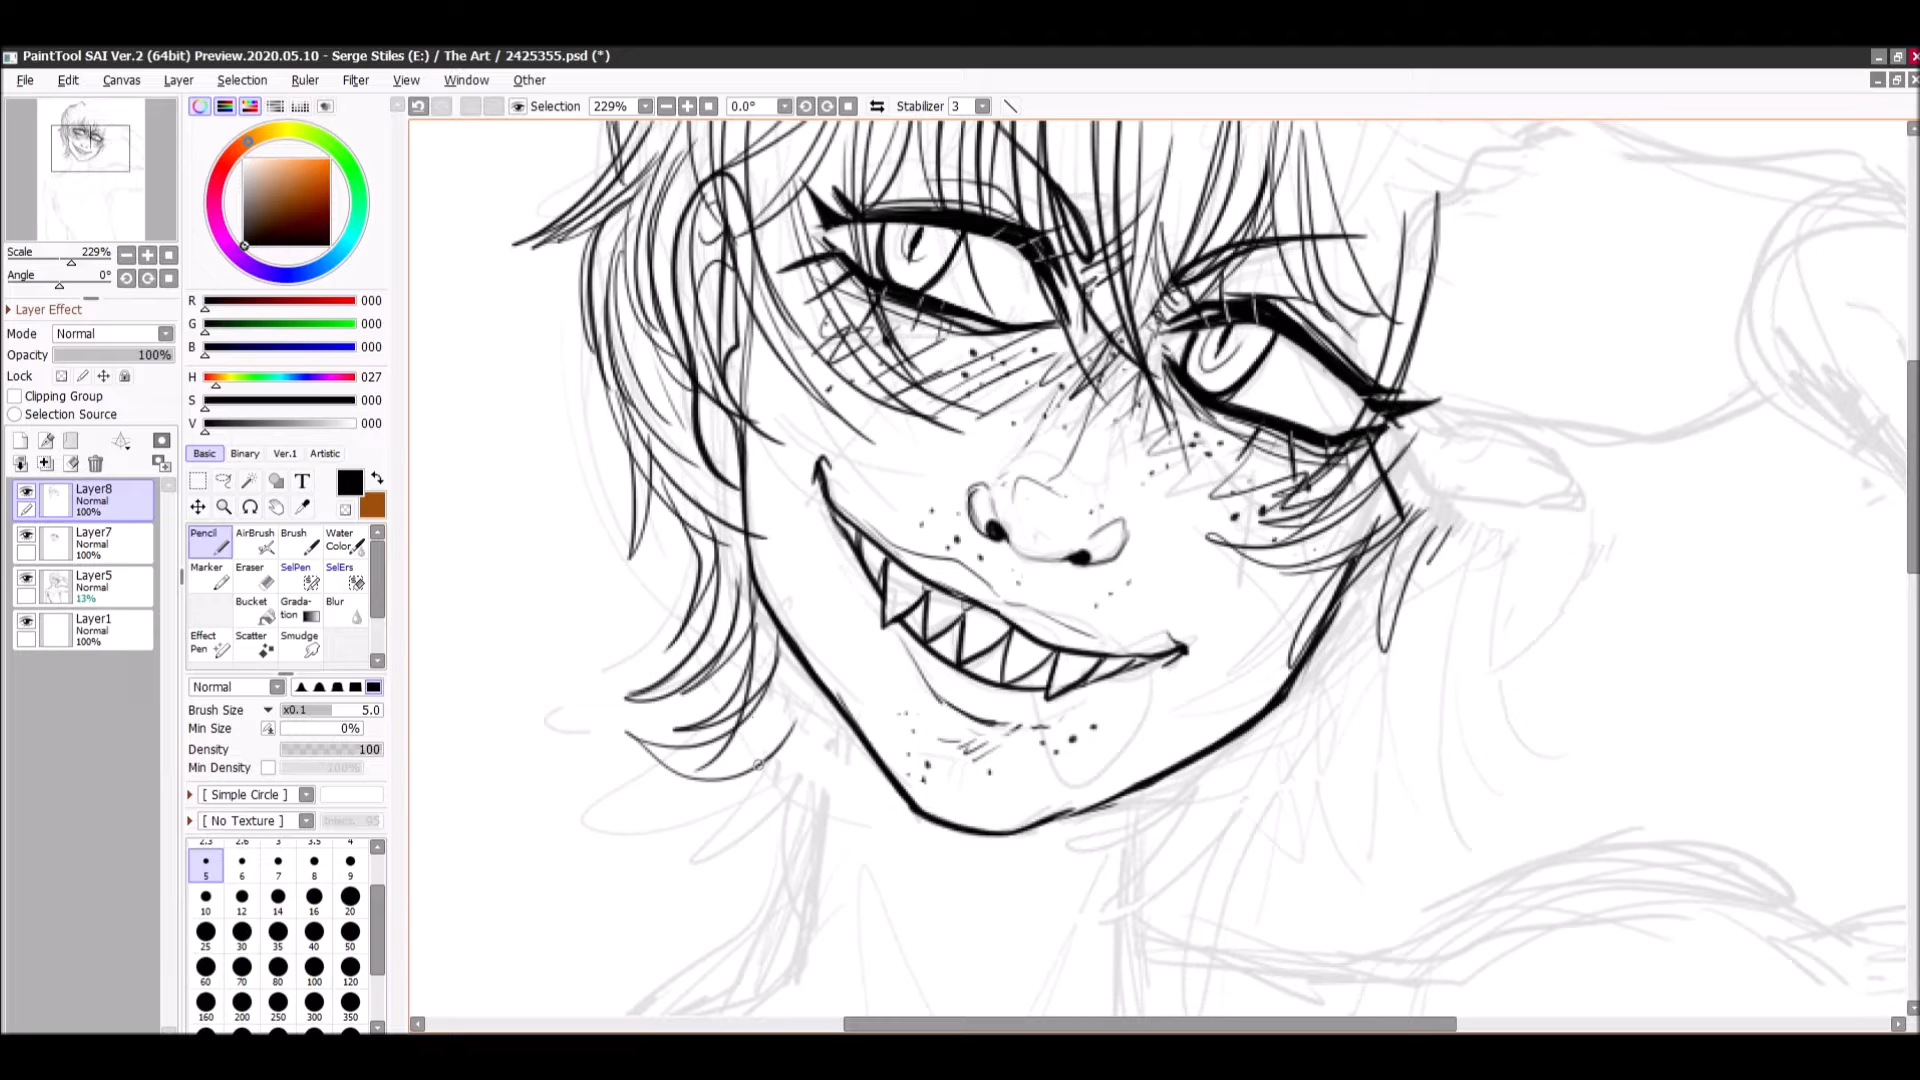 PaintTool SAI Ver.2 (64bit) Preview.2020.05.10 - Serge Stiles (E:) / The Art / 2425355.psd (*)
File Edit Canvas Layer Selection Ruler Filter View Window Other
Selection 229% 0.0° Stabilizer 3
Scale 229%
Angle 0°
Layer Effect
Mode Normal
Opacity 100%
Lock
Clipping Group
Selection Source
Layer8
Normal
100%
Layer7
Normal
100%
Layer5
Normal
13%
Layer1
Normal
100%
R 000
G 000
B 000
H 027
S 000
V 000
Basic Binary Ver.1 Artistic
T
Pencil AirBrush Brush Water Color
Marker Eraser SelPen SelErs
Bucket Grada-tion Blur
Effect Pen Scatter Smudge
Normal
Brush Size x0.1 5.0
Min Size 0%
Density 100
Min Density 100%
[ Simple Circle ]
[ No Texture ] Intens. 95
2.3 2.6 3 3.5 4
5 6 7 8 9
10 12 14 16 20
25 30 35 40 50
60 70 80 100 120
160 200 250 300 350